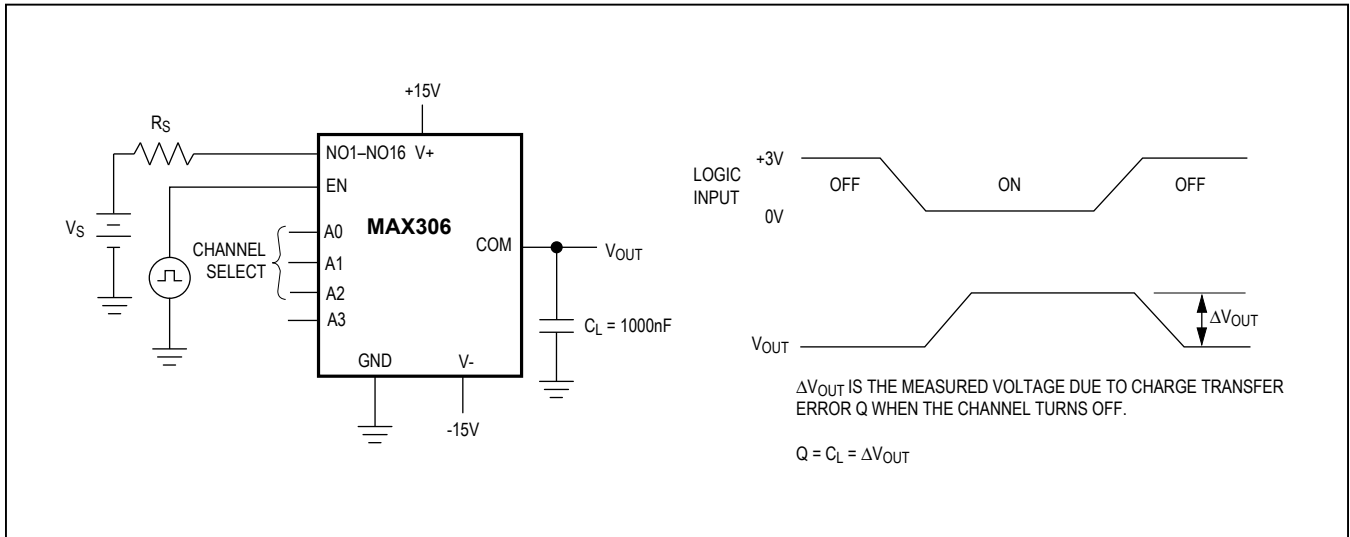 +15V
RS
NO1–NO16 V+
EN
VS
MAX306
CHANNEL
SELECT
A0
A1
A2
A3
COM
VOUT
CL = 1000nF
GND
V-
-15V
LOGIC
INPUT
+3V
0V
OFF
ON
OFF
VOUT
ΔVOUT
ΔVOUT IS THE MEASURED VOLTAGE DUE TO CHARGE TRANSFER
ERROR Q WHEN THE CHANNEL TURNS OFF.
Q = CL = ΔVOUT